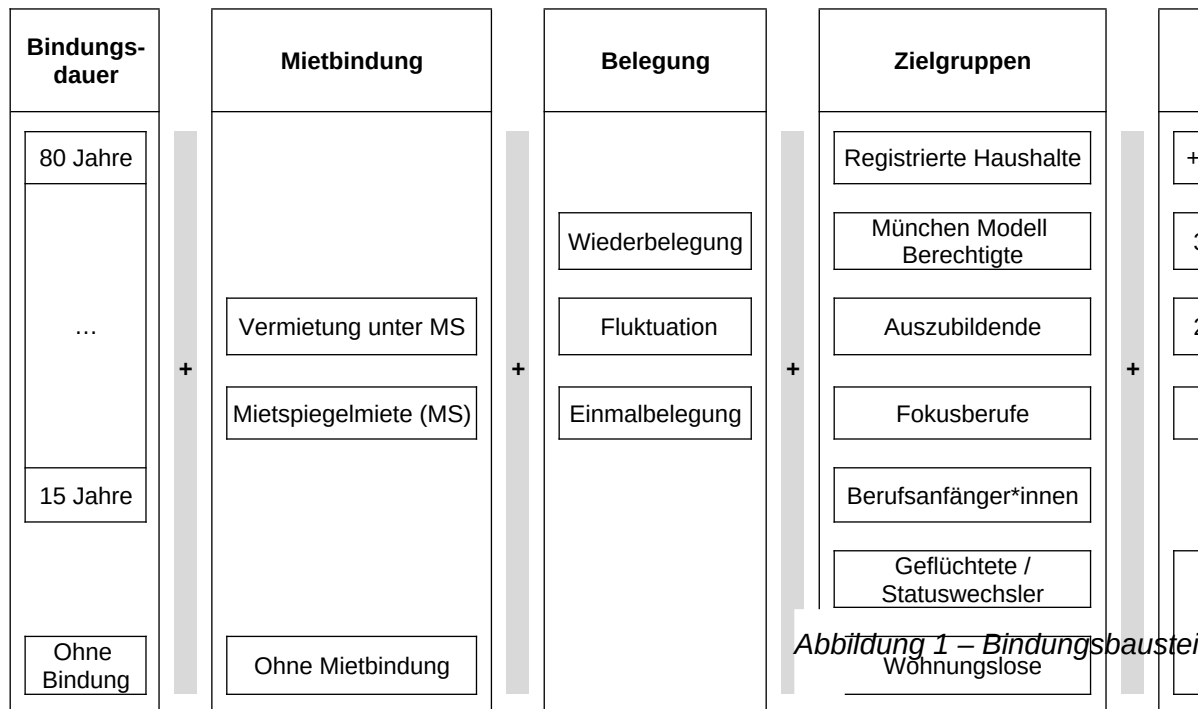 Bindungs-
dauer
Mietbindung
Belegung
Zielgruppen
80 Jahre
…
15 Jahre
Ohne
Bindung
+
Vermietung unter MS
Mietspiegelmiete (MS)
Ohne Mietbindung
+
Wiederbelegung
Fluktuation
Einmalbelegung
+
Registrierte Haushalte
München Modell
Berechtigte
Auszubildende
Fokusberufe
Berufsanfänger*innen
Geflüchtete /
Statuswechsler
Wohnungslose
+
+
Abbildung 1 – Bindungsbaustei